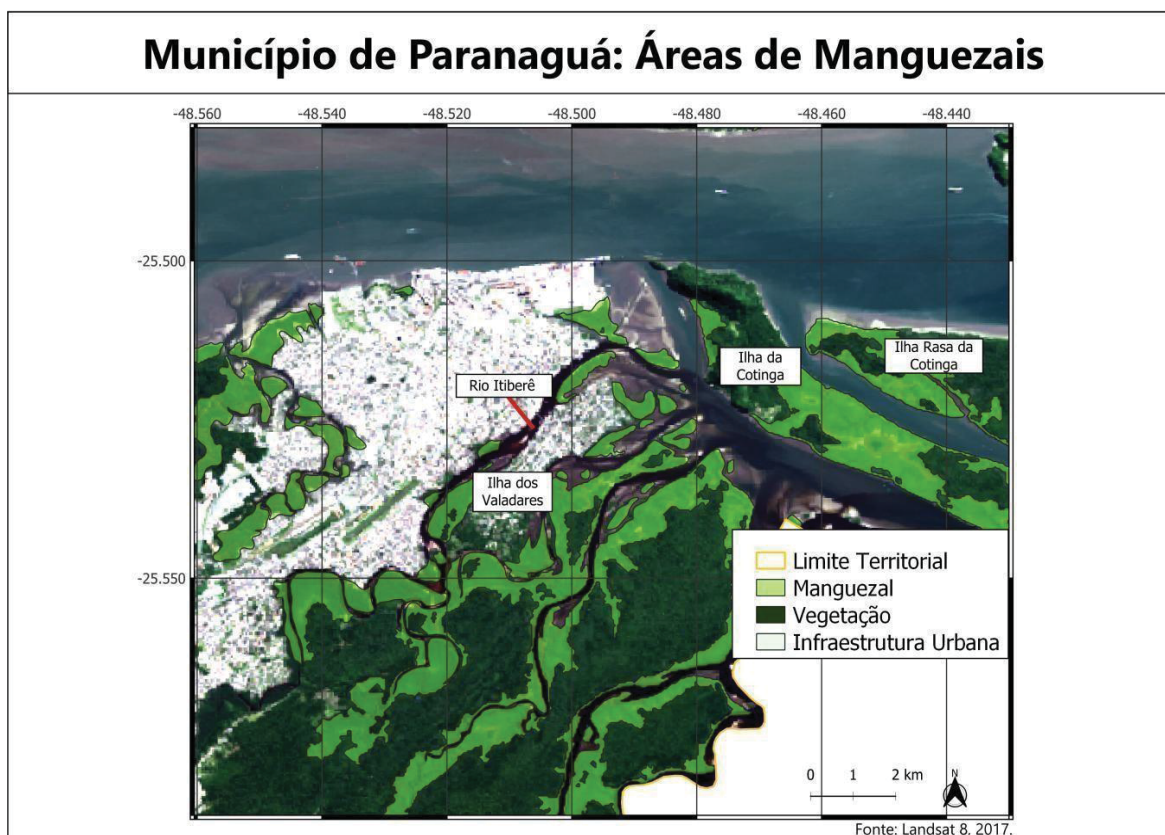 Município de Paranaguá: Áreas de Manguezais
-48.560 -48.540 -48.520 -48.500 -48.480 -48.460 -48.440
-25.500
Ilha da
Cotinga
Ilha Rasa da
Cotinga
Rio Itiberê
Ilha dos
Valadares
-25.550
Limite Territorial
Manguezal
Vegetação
Infraestrutura Urbana
0 1 2 km
N
Fonte: Landsat 8, 2017.